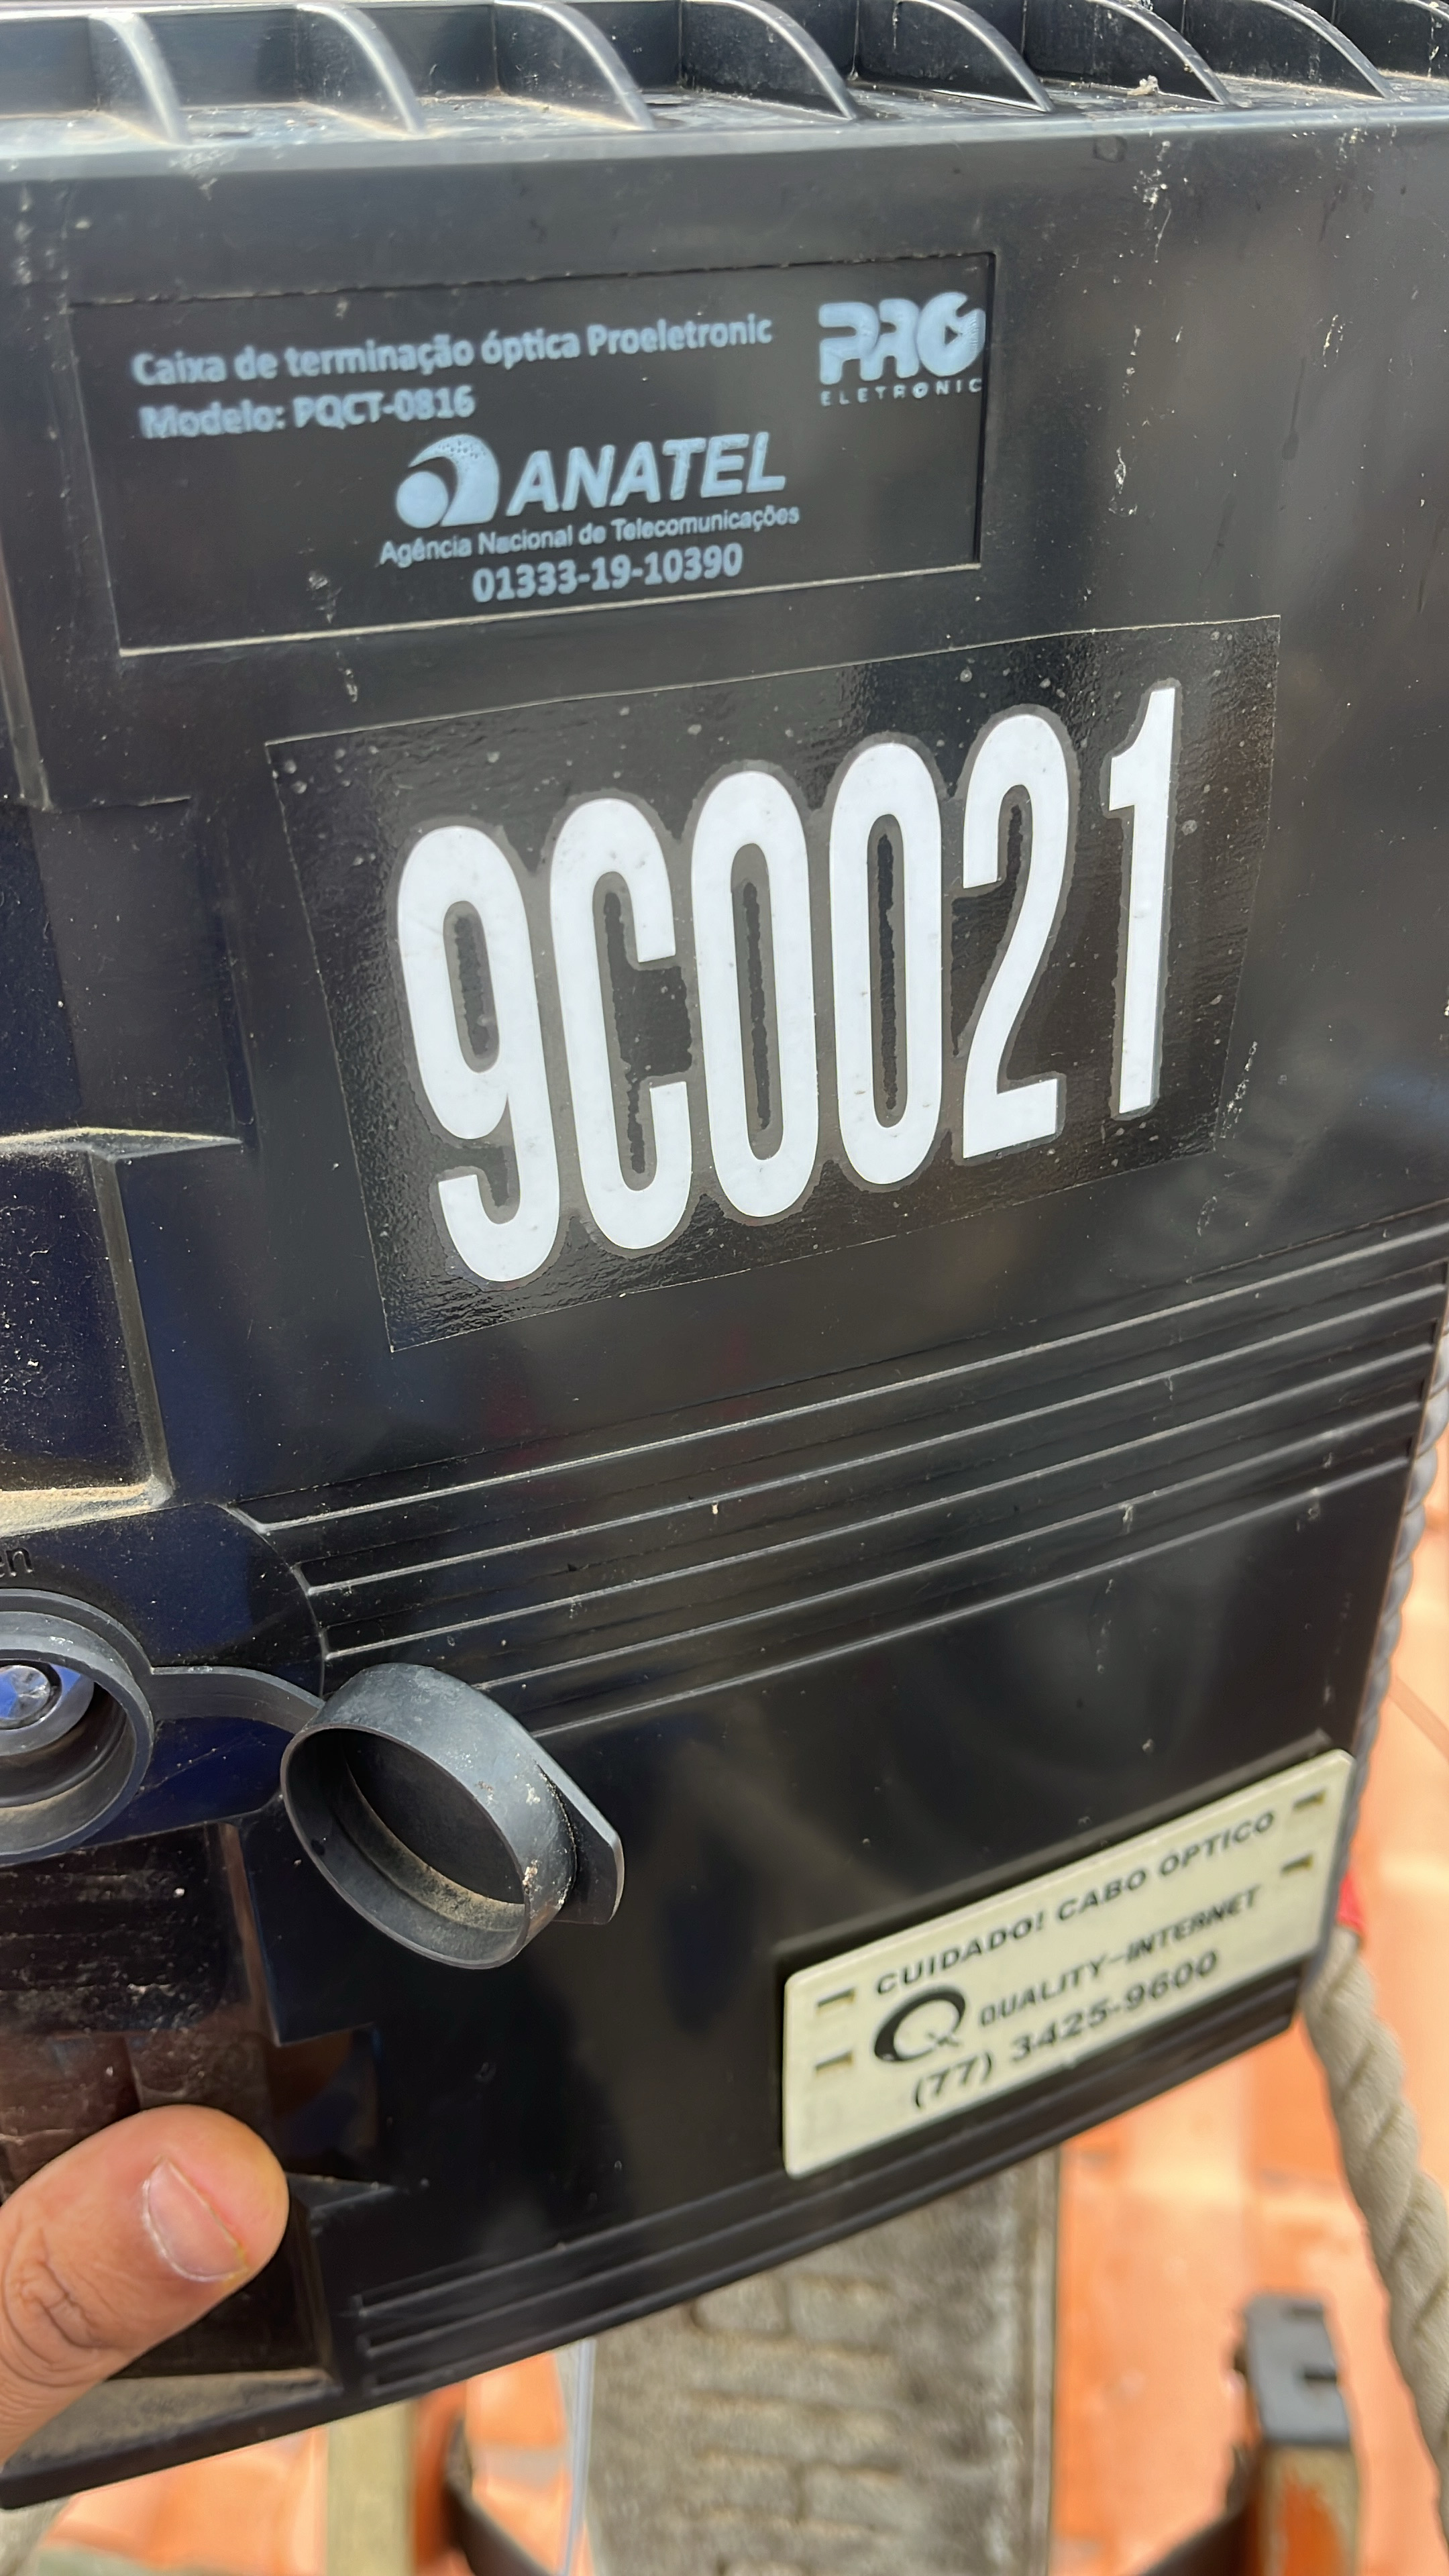 Caixa de terminação óptica Proeletronic
Modelo: PQCT-0816
PRO
ELETRONIC
ANATEL
Agência Nacional de Telecomunicações
01333-19-10390
9C0021
CUIDADO! CABO OPTICO
QUALITY-INTERNET
(77) 3425-9600